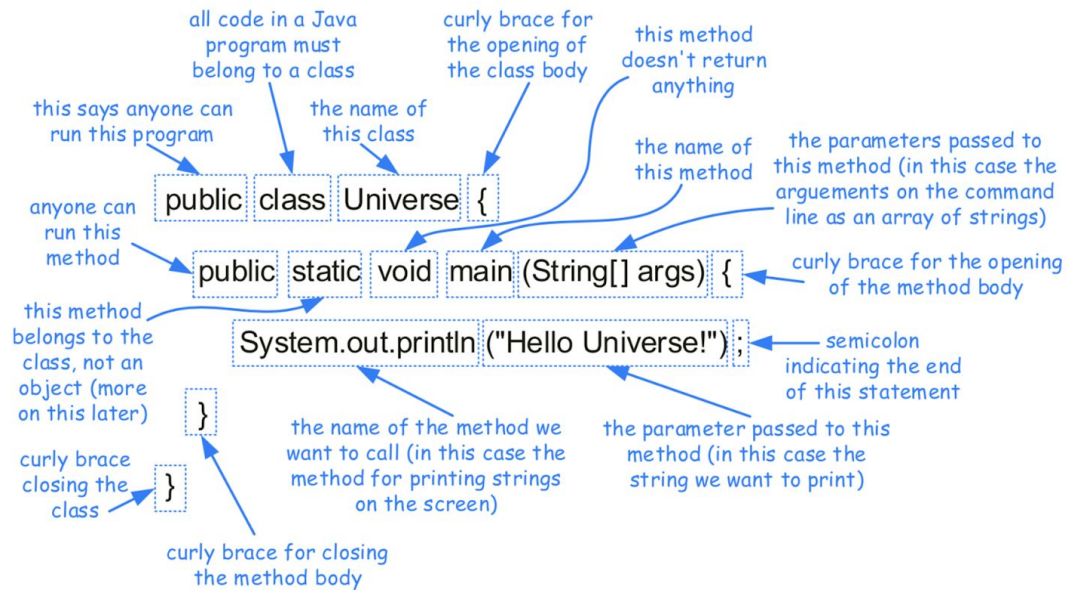 all code in a Java
program must
belong to a class
curly brace for
the opening of
the class body
this method
doesn't return
anything
this says anyone can
run this program
the name of
this class
the name of
this method
the parameters passed to
this method (in this case the
arguements on the command
line as an array of strings)
public class Universe {
anyone can
run this
method
public static void main (String[] args) {
curly brace for the opening
of the method body
this method
belongs to the
class, not an
object (more
on this later)
System.out.println ("Hello Universe!") ;
semicolon
indicating the end
of this statement
}
the name of the method we
want to call (in this case the
method for printing strings
on the screen)
the parameter passed to this
method (in this case the
string we want to print)
curly brace
closing the
class
}
curly brace for closing
the method body